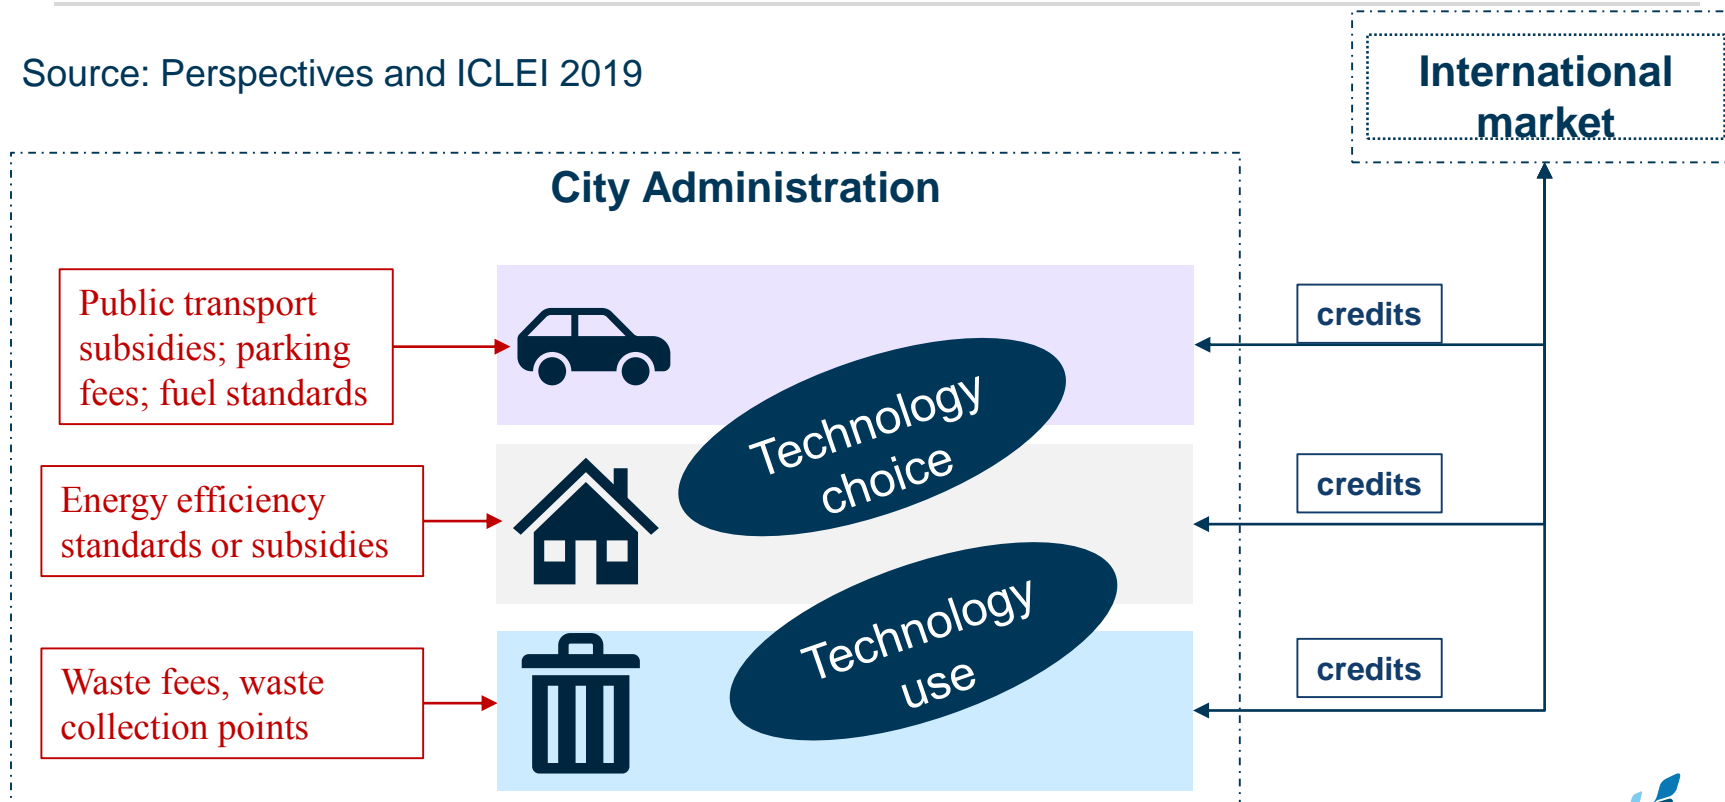 Source: Perspectives and ICLEI 2019
International
market
City Administration
Public transport
subsidies; parking
fees; fuel standards
credits
Technology
choice
Energy efficiency
standards or subsidies
credits
Technology
use
Waste fees, waste
collection points
credits